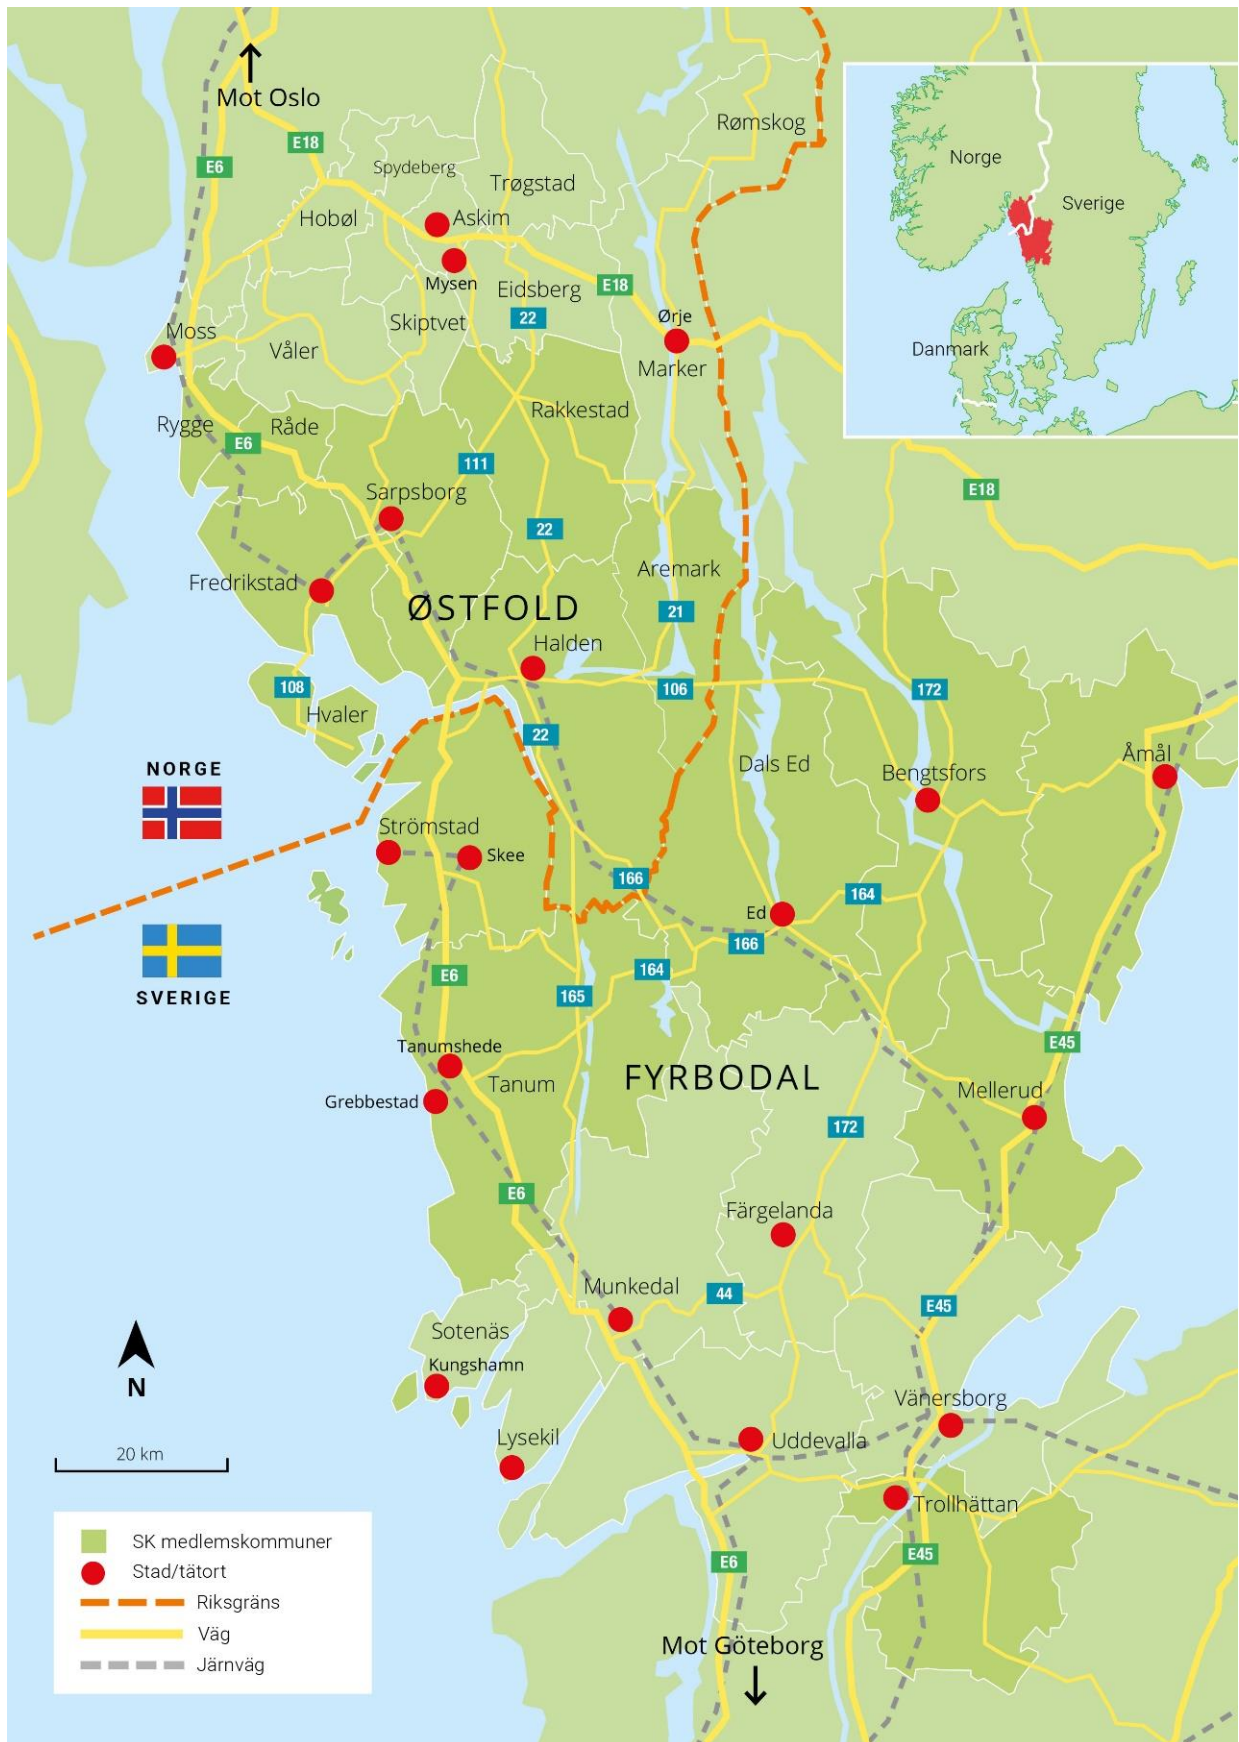 Mot Oslo
E18
E6
Rømskog
Spydeberg
Trøgstad
Hobøl
Askim
Mysen
Eidsberg
E18
22
Skiptvet
Ørje
Moss
Våler
Marker
Rygge
Råde
E6
Rakkestad
111
Sarpsborg
22
Fredrikstad
Aremark
ØSTFOLD
21
Halden
108
106
172
Hvaler
22
Dals Ed
Bengtsfors
Åmål
E18
Norge
Sverige
Danmark
NORGE
SVERIGE
Strömstad
Skee
166
164
Ed
166
164
E6
165
Tanumshede
Tanum
Grebbestad
FYRBODAL
E45
Mellerud
172
E6
Färgelanda
Munkedal
44
E45
Sotenäs
Kungshamn
Lysekil
Vänersborg
Uddevalla
Trollhättan
E6
E45
Mot Göteborg
N
20 km
SK medlemskommuner
Stad/tätort
Riksgräns
Väg
Järnväg